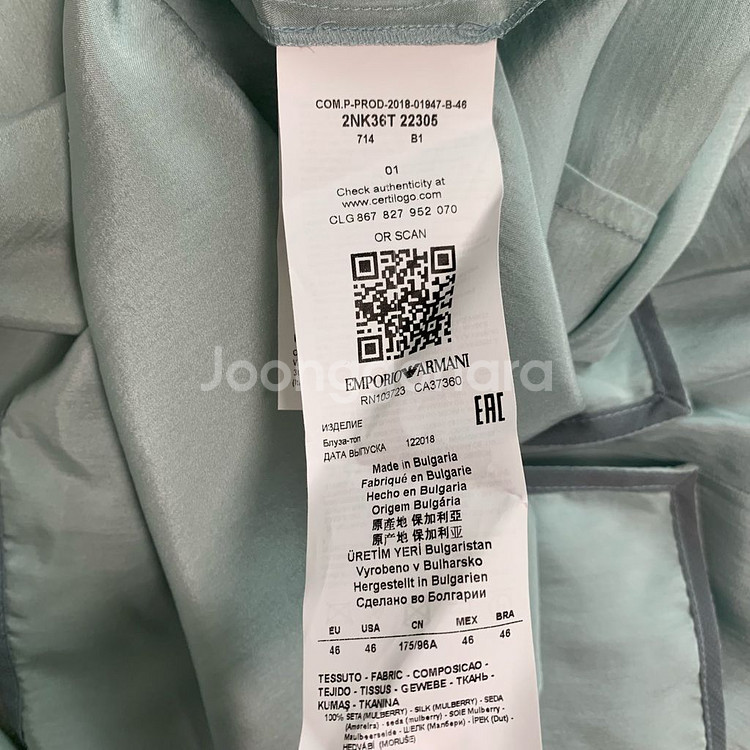 COM.P-PROD-2018-01947-B-46
2NK36T 22305
714 B1
01
Check authenticity at
www.certilogo.com
CLG 867 827 952 070
OR SCAN
EMPORIO ARMANI
RN103723 CA37360
EAC
ИЗДЕЛИЕ
Блуза-топ
ДАТА ВЫПУСКА 122018
Made in Bulgaria
Fabriqué en Bulgarie
Hecho en Bulgaria
Origem Bulgária
原產地 保加利亞
原产地 保加利亚
ÜRETİM YERİ Bulgaristan
Vyrobeno v Bulharsko
Hergestellt in Bulgarien
Сделано во Болгарии
EU USA CN MEX BRA
46 46 175/96A 46 46
TESSUTO - FABRIC - COMPOSICAO -
TEJIDO - TISSUS - GEWEBE - ТКАНЬ -
KUMAŞ - TKANINA
100% SETA (MULBERRY) - SILK (MULBERRY) - SEDA
(Amoreira) - seda (mulberry) - SOIE Mulberry -
Maulbeerseide - ШЕЛК (Малбери) - İPEK (Dut) -
HEDVÁBÍ (MORUŠE)